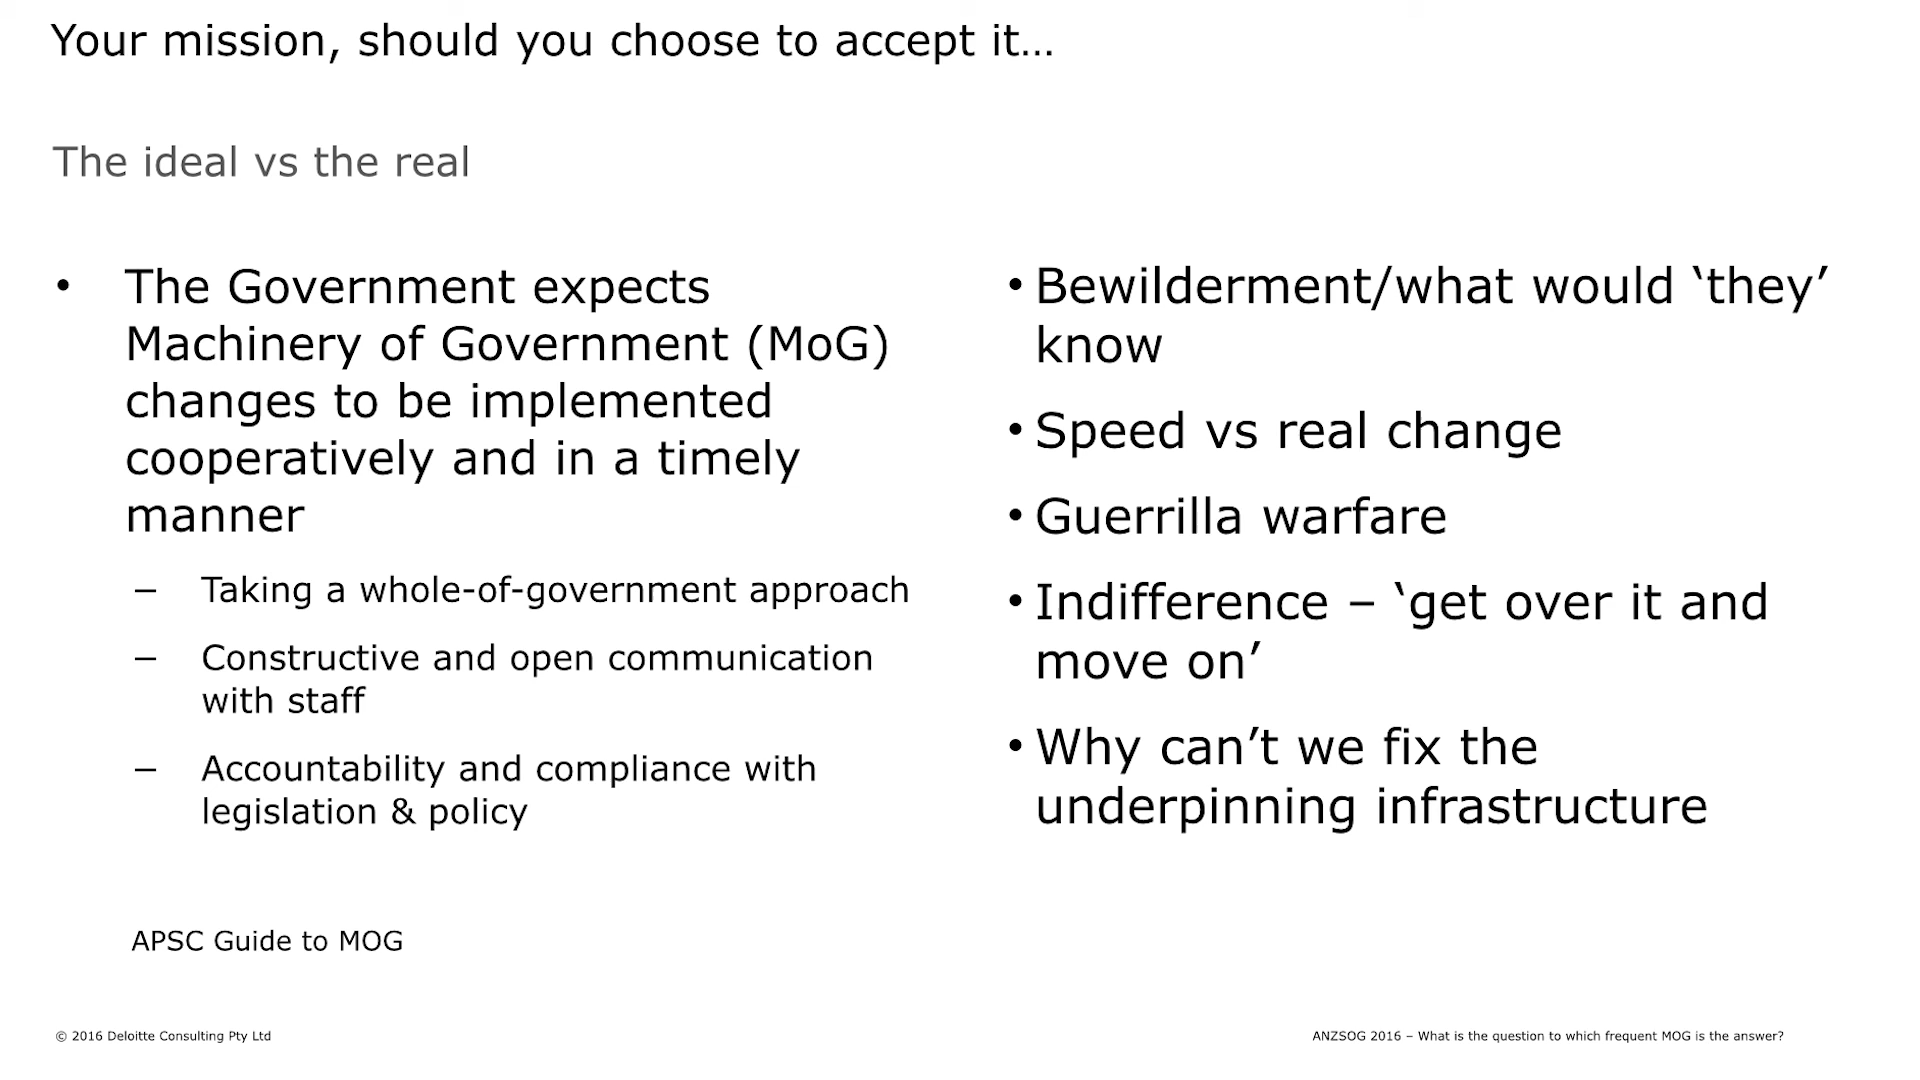 Your mission, should you choose to accept it…
The ideal vs the real
• The Government expects
Machinery of Government (MoG)
changes to be implemented
cooperatively and in a timely
manner
– Taking a whole-of-government approach
– Constructive and open communication
with staff
– Accountability and compliance with
legislation & policy
APSC Guide to MOG
• Bewilderment/what would ‘they’
know
• Speed vs real change
• Guerrilla warfare
• Indifference – ‘get over it and
move on’
• Why can’t we fix the
underpinning infrastructure
© 2016 Deloitte Consulting Pty Ltd
ANZSOG 2016 – What is the question to which frequent MOG is the answer?